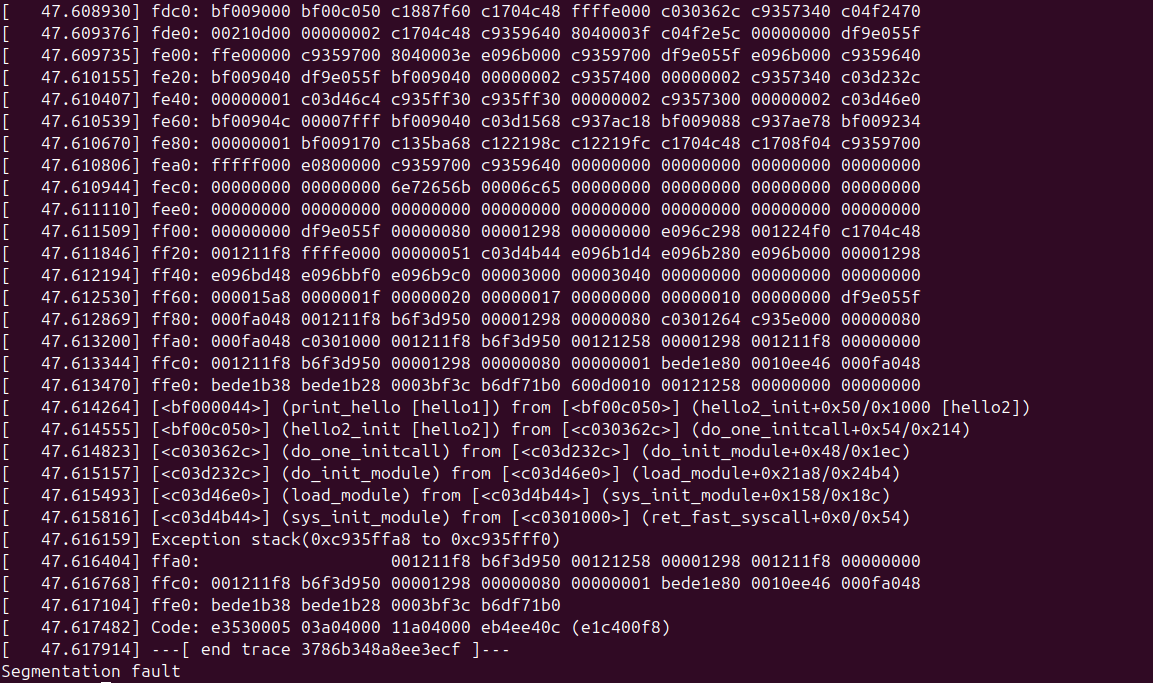 [   47.608930] fdc0: bf009000 bf00c050 c1887f60 c1704c48 ffffe000 c030362c c9357340 c04f2470
[   47.609376] fde0: 00210d00 00000002 c1704c48 c9359640 8040003f c04f2e5c 00000000 df9e055f
[   47.609735] fe00: ffe00000 c9359700 8040003e e096b000 c9359700 df9e055f e096b000 c9359640
[   47.610155] fe20: bf009040 df9e055f bf009040 00000002 c9357400 00000002 c9357340 c03d232c
[   47.610407] fe40: 00000001 c03d46c4 c935ff30 c935ff30 00000002 c9357300 00000002 c03d46e0
[   47.610539] fe60: bf00904c 00007fff bf009040 c03d1568 c937ac18 bf009088 c937ae78 bf009234
[   47.610670] fe80: 00000001 bf009170 c135ba68 c122198c c12219fc c1704c48 c1708f04 c9359700
[   47.610806] fea0: fffff000 e0800000 c9359700 c9359640 00000000 00000000 00000000 00000000
[   47.610944] fec0: 00000000 00000000 6e72656b 00006c65 00000000 00000000 00000000 00000000
[   47.611110] fee0: 00000000 00000000 00000000 00000000 00000000 00000000 00000000 00000000
[   47.611509] ff00: 00000000 df9e055f 00000080 00001298 00000000 e096c298 001224f0 c1704c48
[   47.611846] ff20: 001211f8 ffffe000 00000051 c03d4b44 e096b1d4 e096b280 e096b000 00001298
[   47.612194] ff40: e096bd48 e096bbf0 e096b9c0 00003000 00003040 00000000 00000000 00000000
[   47.612530] ff60: 000015a8 0000001f 00000020 00000017 00000000 00000010 00000000 df9e055f
[   47.612869] ff80: 000fa048 001211f8 b6f3d950 00001298 00000080 c0301264 c935e000 00000080
[   47.613200] ffa0: 000fa048 c0301000 001211f8 b6f3d950 00121258 00001298 001211f8 00000000
[   47.613344] ffc0: 001211f8 b6f3d950 00001298 00000080 00000001 bede1e80 0010ee46 000fa048
[   47.613470] ffe0: bede1b38 bede1b28 0003bf3c b6df71b0 600d0010 00121258 00000000 00000000
[   47.614264] [<bf000044>] (print_hello [hello1]) from [<bf00c050>] (hello2_init+0x50/0x1000 [hello2])
[   47.614555] [<bf00c050>] (hello2_init [hello2]) from [<c030362c>] (do_one_initcall+0x54/0x214)
[   47.614823] [<c030362c>] (do_one_initcall) from [<c03d232c>] (do_init_module+0x48/0x1ec)
[   47.615157] [<c03d232c>] (do_init_module) from [<c03d46e0>] (load_module+0x21a8/0x24b4)
[   47.615493] [<c03d46e0>] (load_module) from [<c03d4b44>] (sys_init_module+0x158/0x18c)
[   47.615816] [<c03d4b44>] (sys_init_module) from [<c0301000>] (ret_fast_syscall+0x0/0x54)
[   47.616159] Exception stack(0xc935ffa8 to 0xc935fff0)
[   47.616404] ffa0:                   001211f8 b6f3d950 00121258 00001298 001211f8 00000000
[   47.616768] ffc0: 001211f8 b6f3d950 00001298 00000080 00000001 bede1e80 0010ee46 000fa048
[   47.617104] ffe0: bede1b38 bede1b28 0003bf3c b6df71b0
[   47.617482] Code: e3530005 03a04000 11a04000 eb4ee40c (e1c400f8)
[   47.617914] ---[ end trace 3786b348a8ee3ecf ]---
Segmentation fault